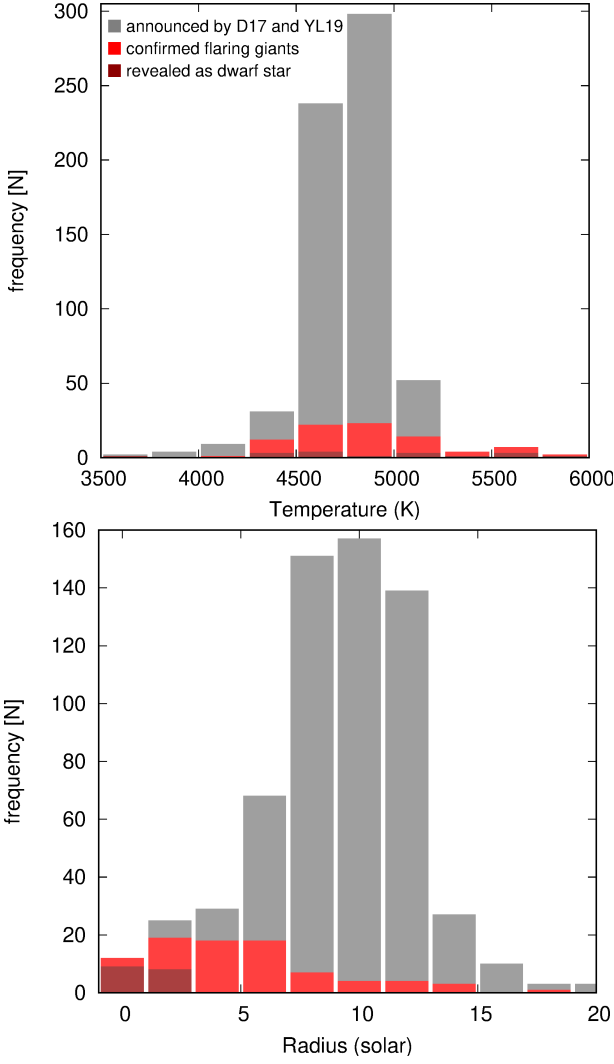 300
announced by D17 and YL19
confirmed flaring giants
revealed as dwarf star
250
200
150
100
50
0
frequency [N]
3500 4000 4500 5000 5500 6000
Temperature (K)
160
140
120
100
80
60
40
20
0
frequency [N]
0 5 10 15 20
Radius (solar)